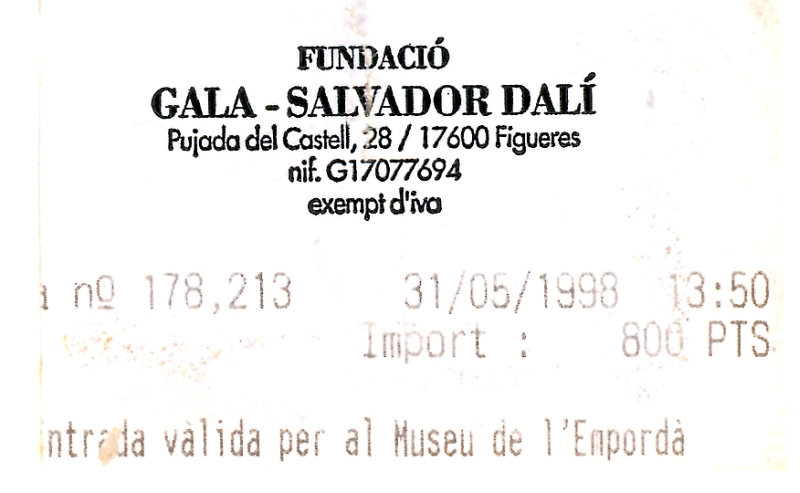 FUNDACIÓ
GALA - SALVADOR DALÍ
Pujada del Castell, 28 / 17600 Figueres
nif. G17077694
exempt d'iva
a nº 178,213 31/05/1998 13:50
Import : 800 PTS
ntrada vàlida per al Museu de l'Empordà